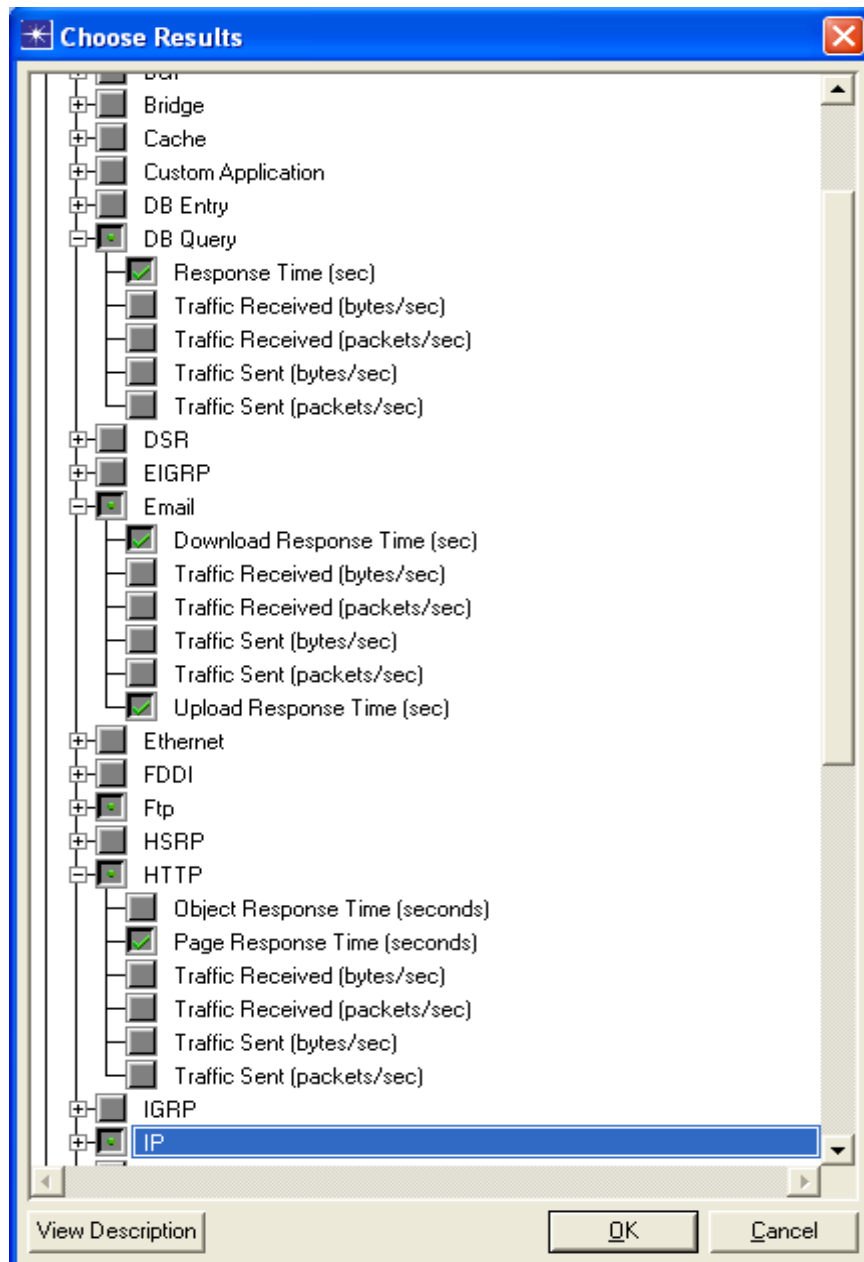 Choose Results
Bridge
Cache
Custom Application
DB Entry
DB Query
Response Time (sec)
Traffic Received (bytes/sec)
Traffic Received (packets/sec)
Traffic Sent (bytes/sec)
Traffic Sent (packets/sec)
DSR
EIGRP
Email
Download Response Time (sec)
Traffic Received (bytes/sec)
Traffic Received (packets/sec)
Traffic Sent (bytes/sec)
Traffic Sent (packets/sec)
Upload Response Time (sec)
Ethernet
FDDI
Ftp
HSRP
HTTP
Object Response Time (seconds)
Page Response Time (seconds)
Traffic Received (bytes/sec)
Traffic Received (packets/sec)
Traffic Sent (bytes/sec)
Traffic Sent (packets/sec)
IGRP
IP
View Description OK Cancel